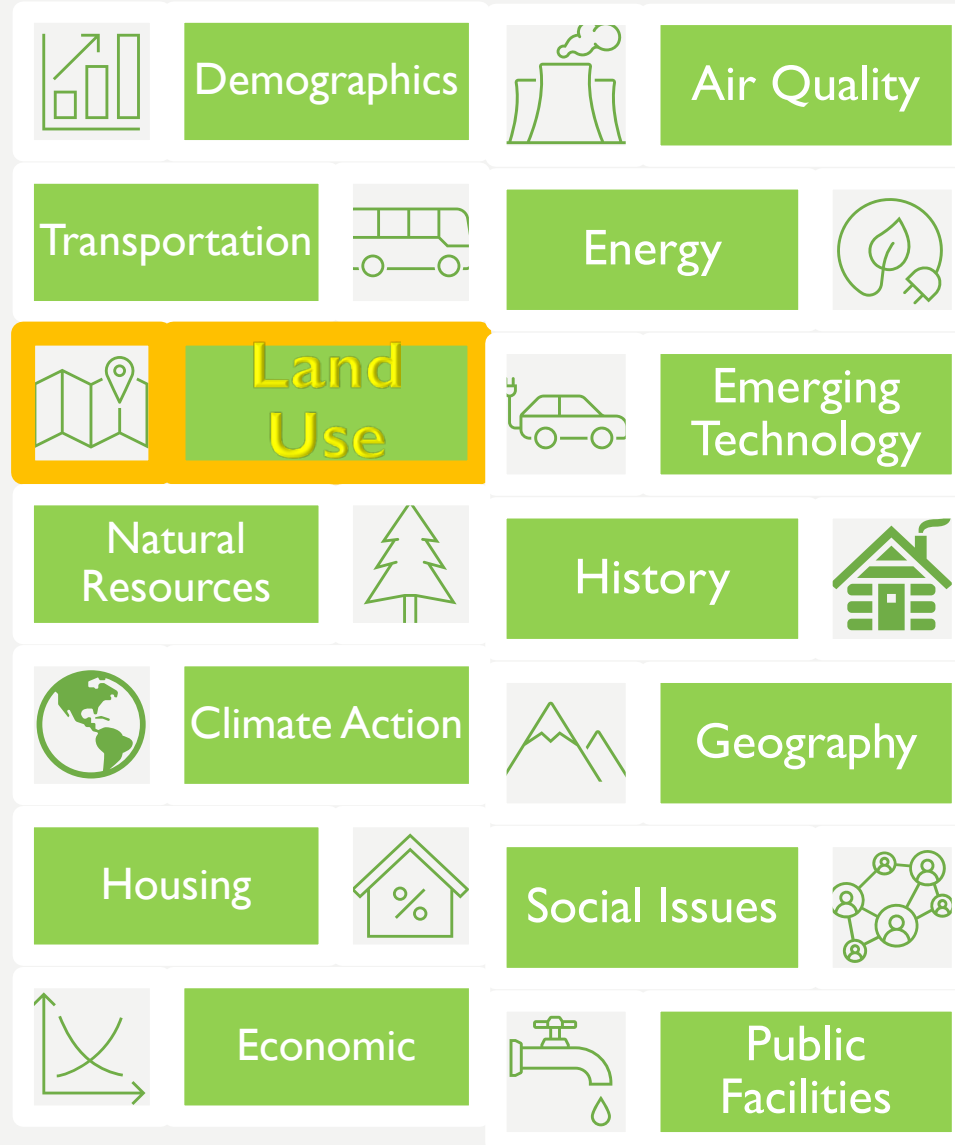 Demographics
Transportation
Land
Use
Natural
Resources
Climate Action
Housing
%
Economic
Air Quality
Energy
Emerging
Technology
History
Geography
Social Issues
Public
Facilities